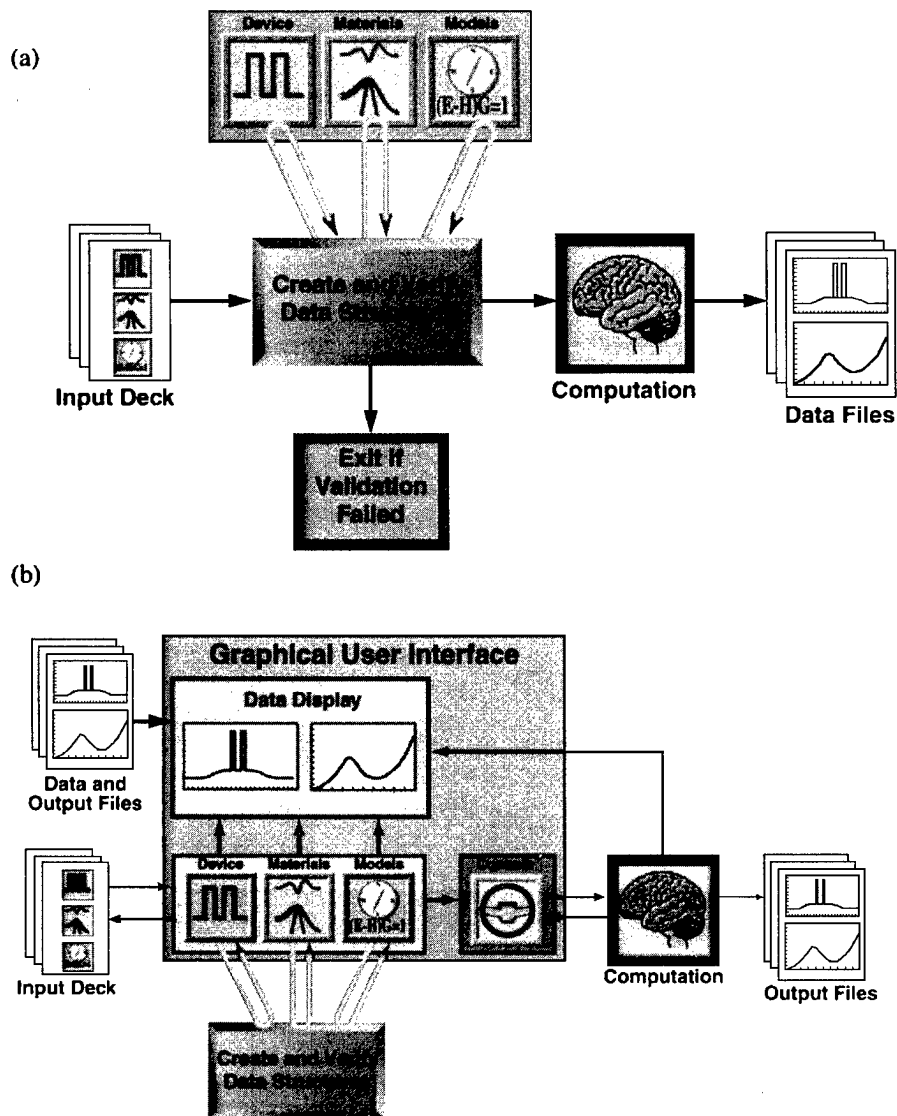 (a)
Device Materials Models
(E-H)G=1
Create and Verify
Data
Input Deck
Computation
Data Files
Exit if
Validation
Failed
(b)
Graphical User Interface
Data Display
Data and
Output Files
Device Materials Models
(E-H)G=1
Input Deck
Computation
Output Files
Create and Verify
Data